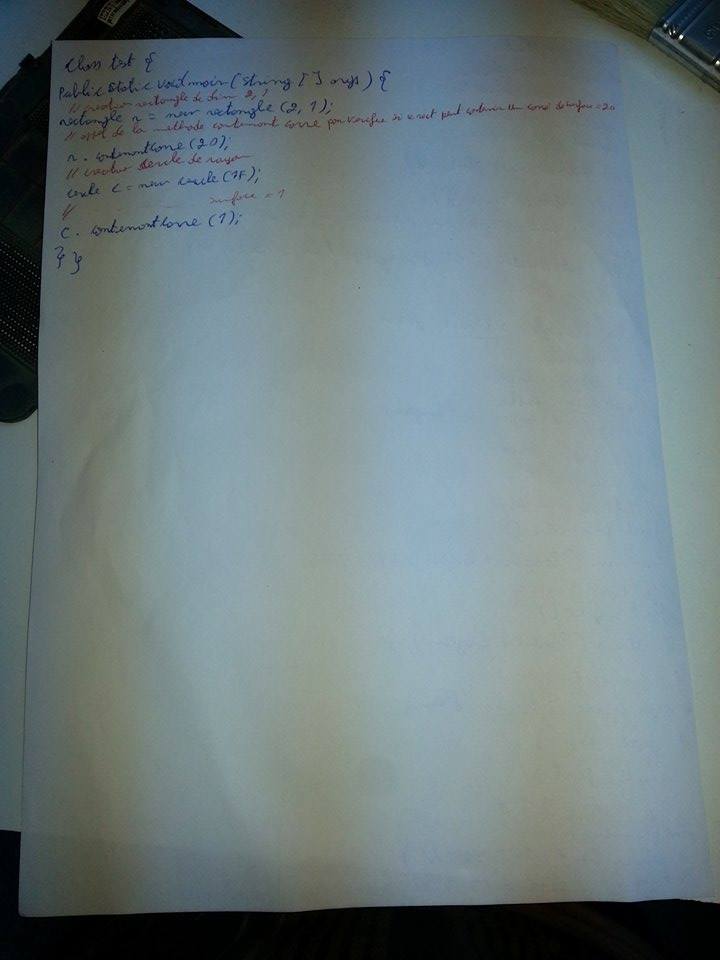 Class test {
Public Static Void main (String [] args) {
// creation rectangle de dim 2, 1
rectangle r = new rectangle (2, 1);
// appel de la methode contenant carre pour verifier si rect peut contenir un carré de surface = 20
r. contenantCarre (20);
// creation cercle de rayon
cercle C = new cercle (1F);
// surface = 1
C. contenantCarre (1);
} }